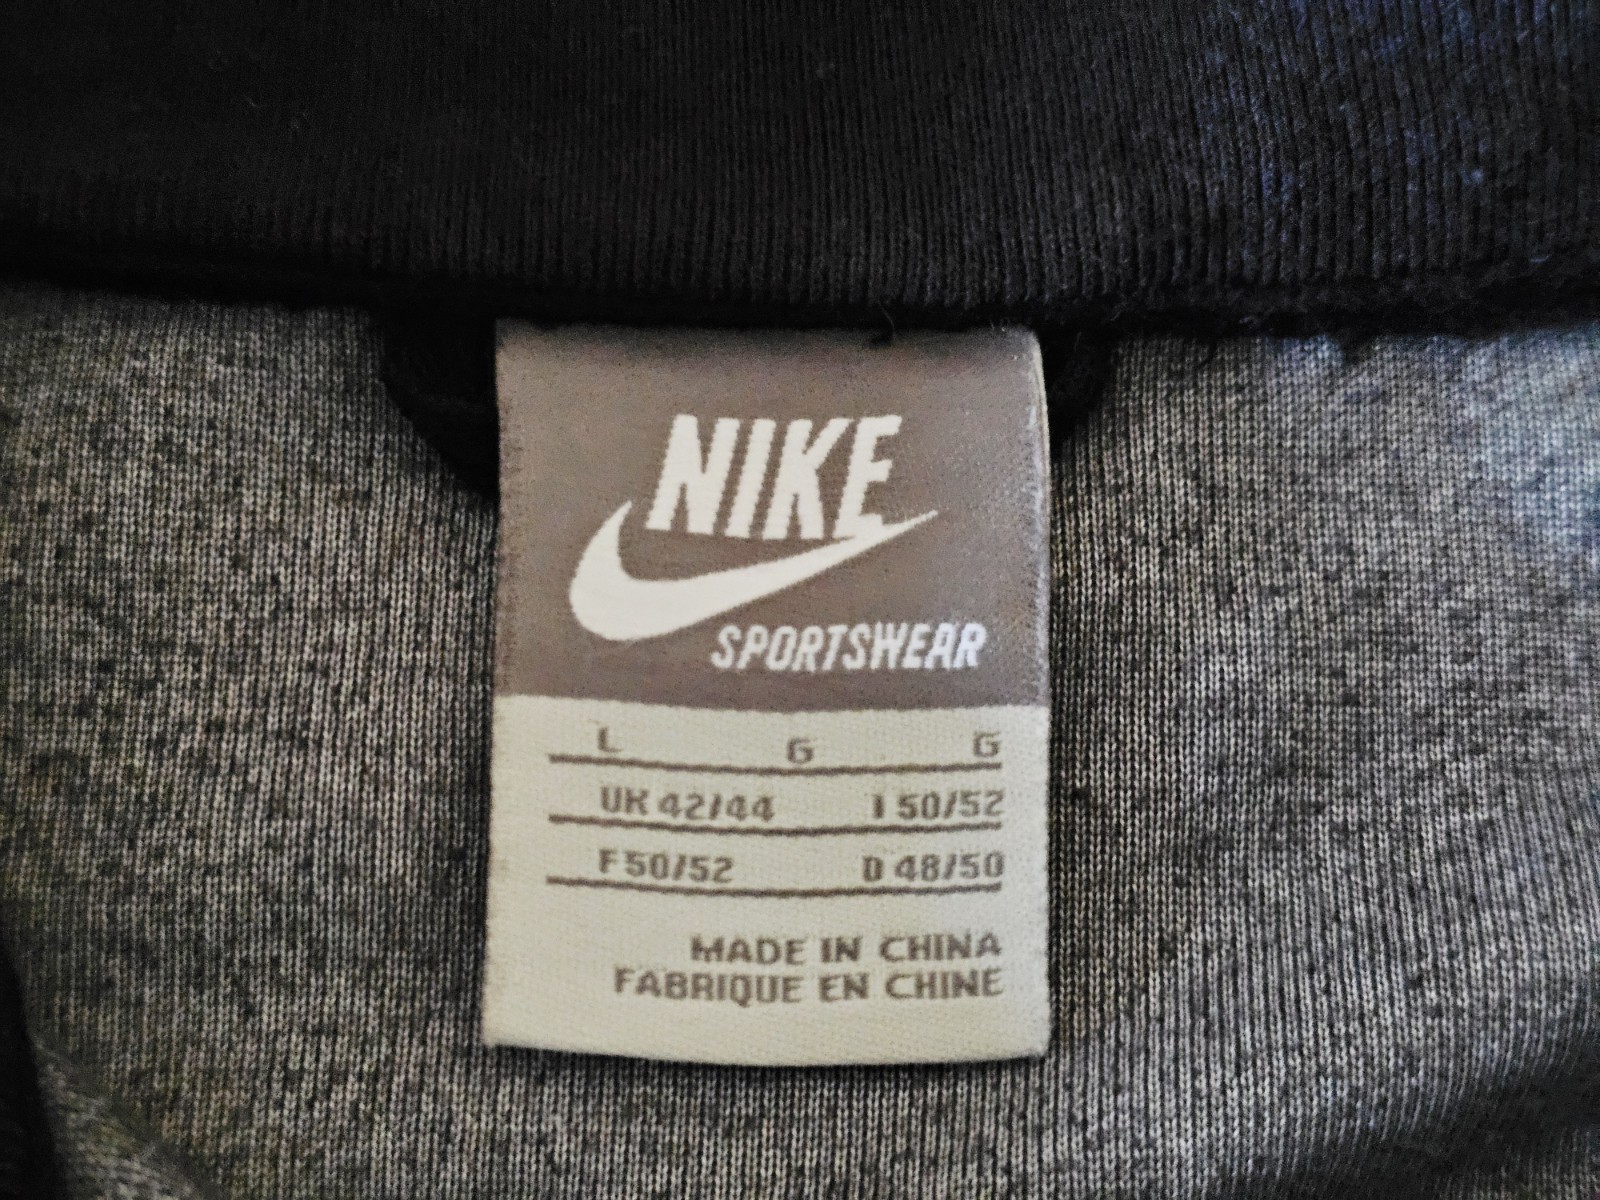 NIKE
SPORTSWEAR
L G G
UK 42/44 I 50/52
F 50/52 D 48/50
MADE IN CHINA
FABRIQUE EN CHINE